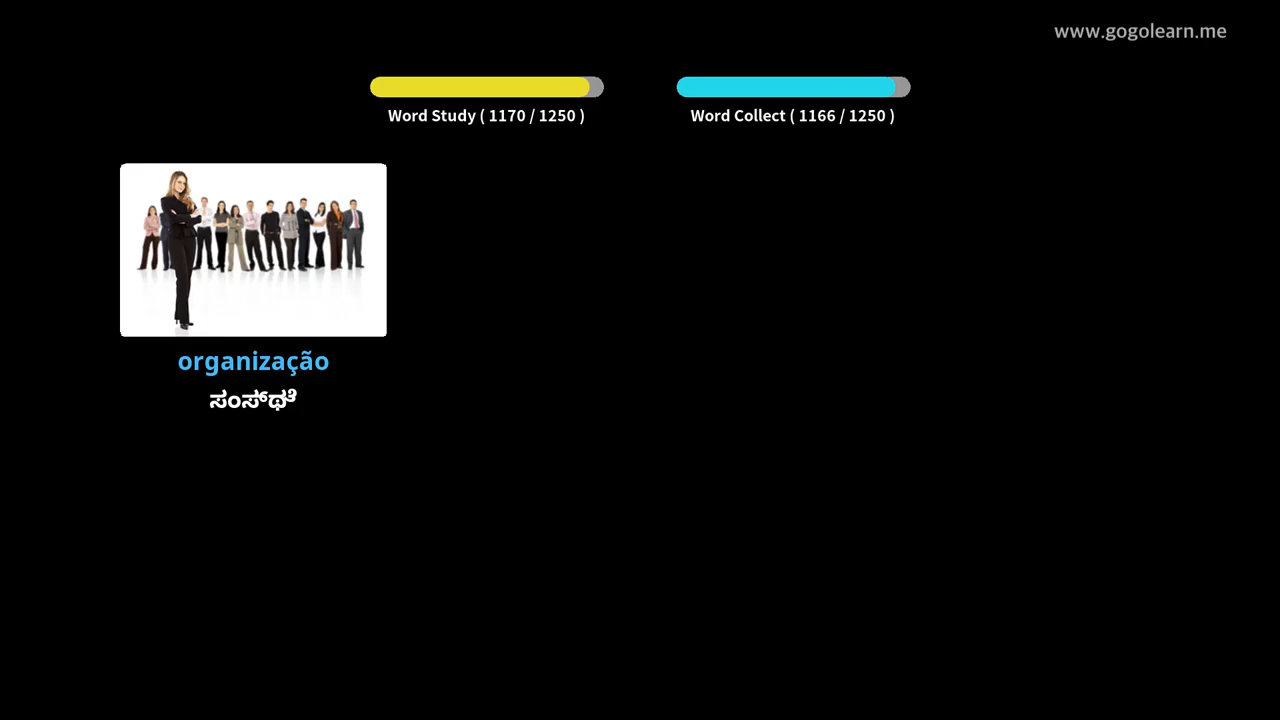 www.gogolearn.me
Word Study ( 1170 / 1250 )
Word Collect ( 1166 / 1250 )
organização
ಸಂಸ್ಥೆ